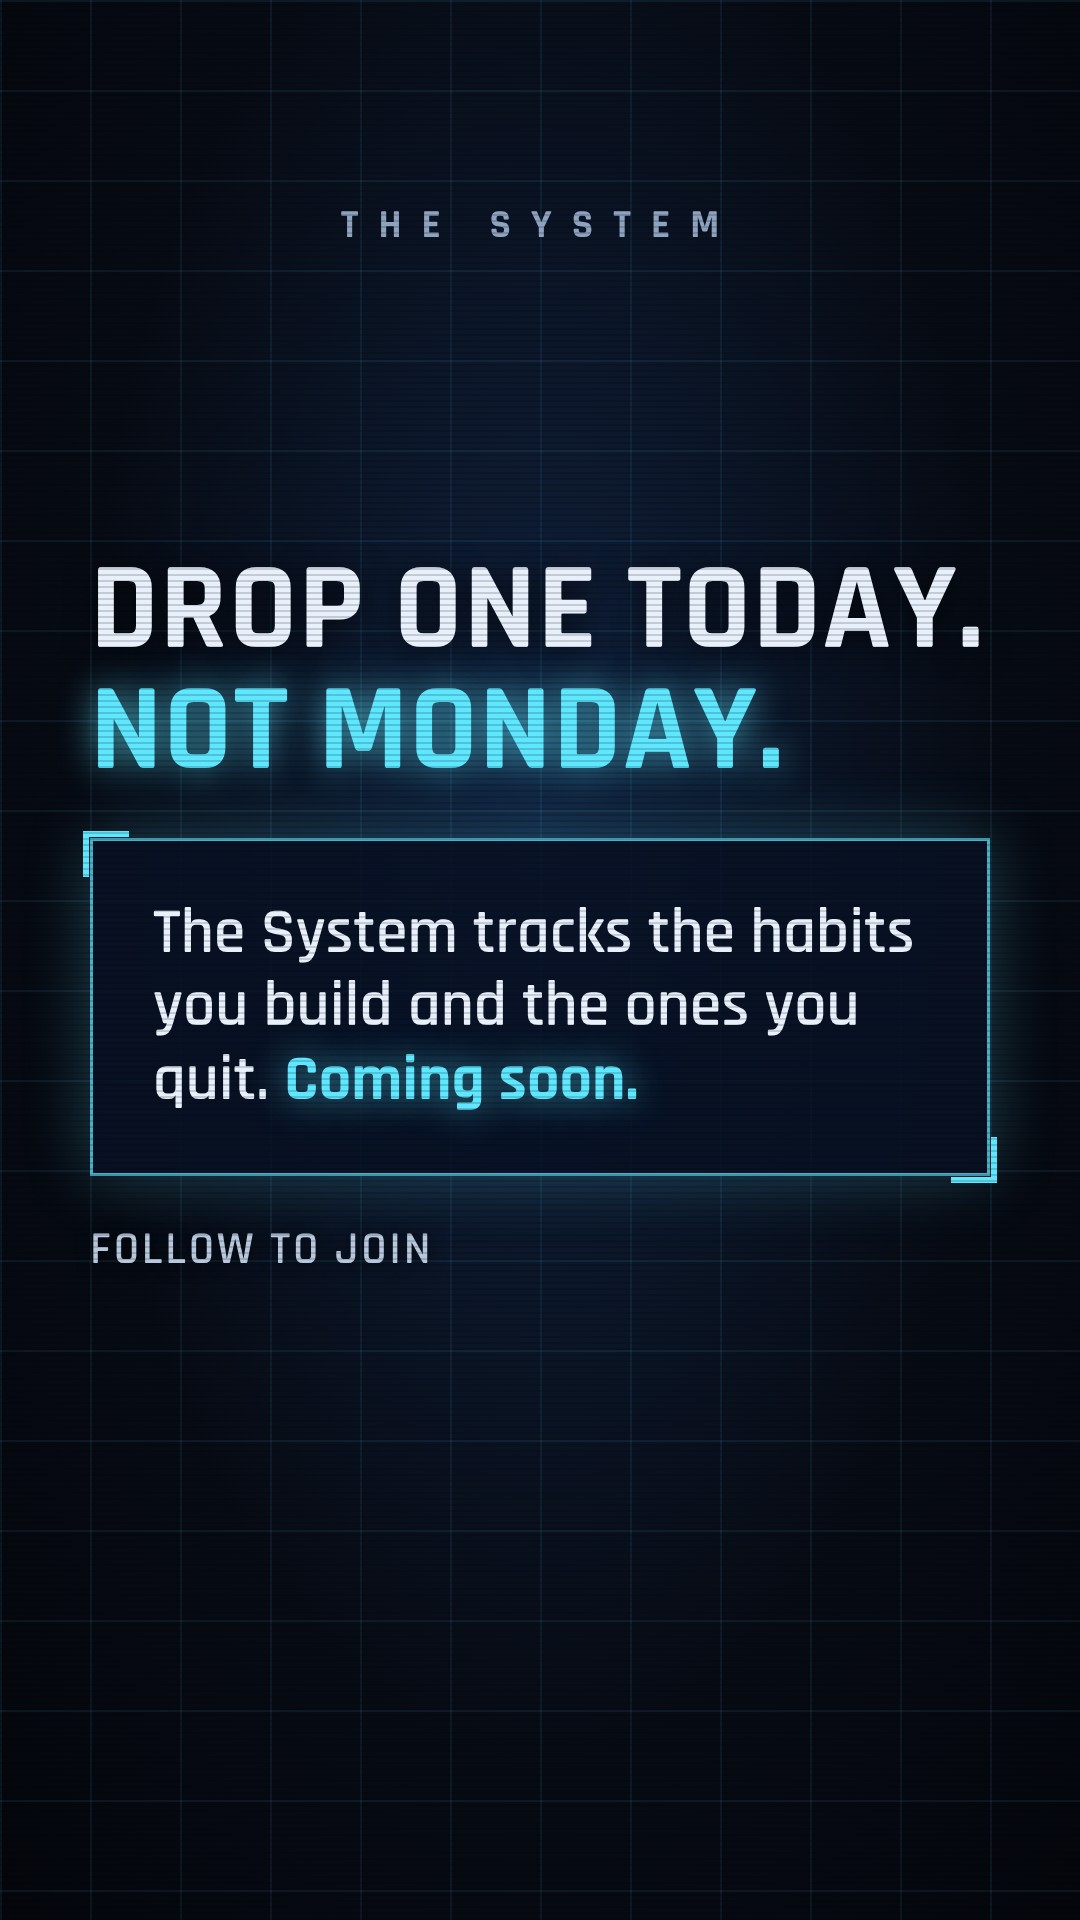 THE SYSTEM
DROP ONE TODAY.
NOT MONDAY.
The System tracks the habits
you build and the ones you
quit. Coming soon.
FOLLOW TO JOIN